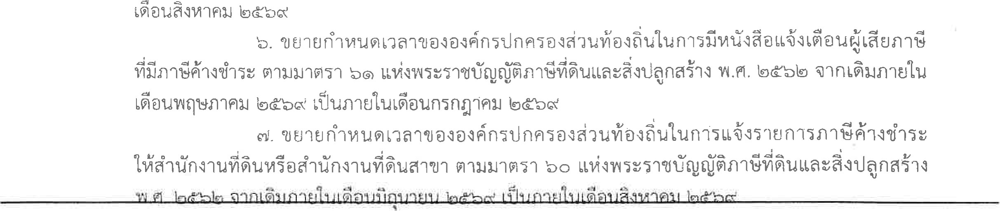 เดือนสิงหาคม ๒๕๖๙
๖. ขยายกำหนดเวลาขององค์กรปกครองส่วนท้องถิ่นในการมีหนังสือแจ้งเตือนผู้เสียภาษี
ที่มีภาษีค้างชำระ ตามมาตรา ๖๑ แห่งพระราชบัญญัติภาษีที่ดินและสิ่งปลูกสร้าง พ.ศ. ๒๕๖๒ จากเดิมภายใน
เดือนพฤษภาคม ๒๕๖๙ เป็นภายในเดือนกรกฎาคม ๒๕๖๙
๗. ขยายกำหนดเวลาขององค์กรปกครองส่วนท้องถิ่นในการแจ้งรายการภาษีค้างชำระ
ให้สำนักงานที่ดินหรือสำนักงานที่ดินสาขา ตามมาตรา ๖๐ แห่งพระราชบัญญัติภาษีที่ดินและสิ่งปลูกสร้าง
พ.ศ. ๒๕๖๒ จากเดิมภายในเดือนมิถุนายน ๒๕๖๙ เป็นภายในเดือนสิงหาคม ๒๕๖๙